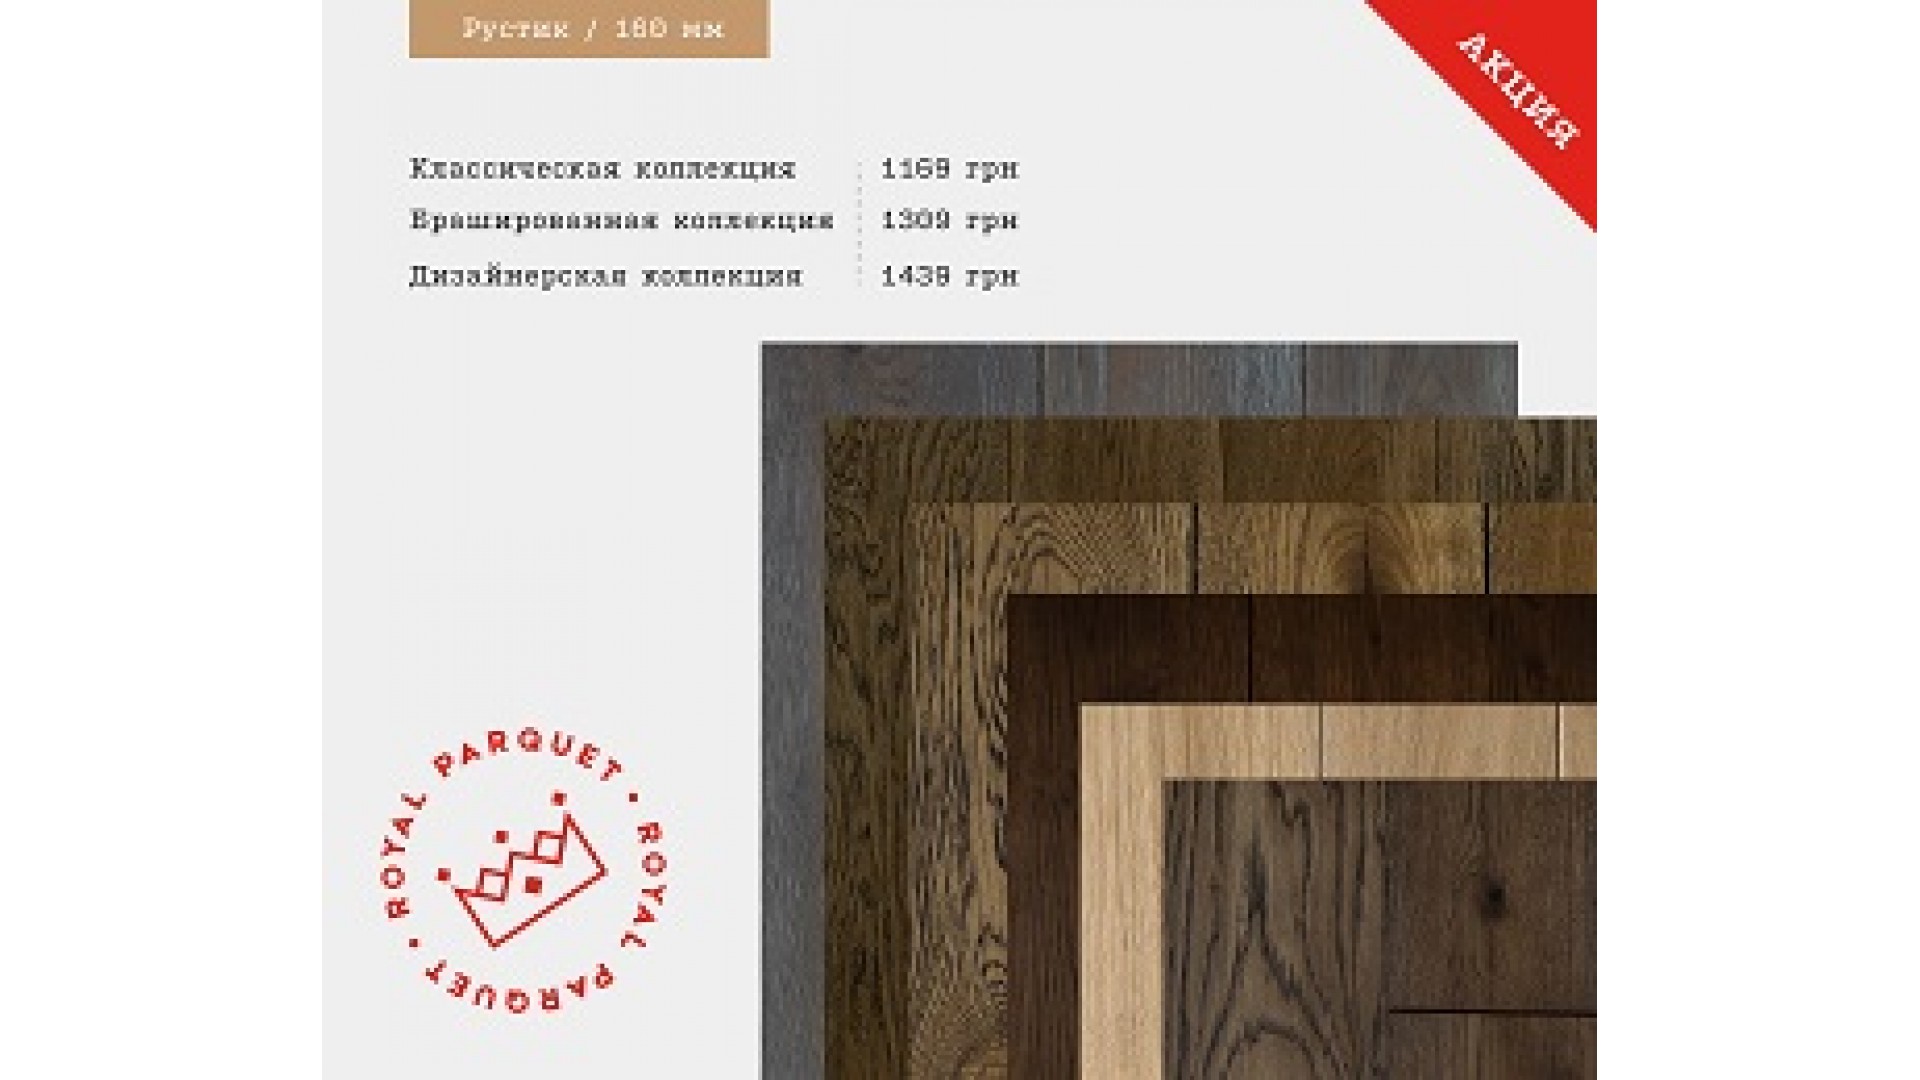 Рустик / 180 мм
АКЦИЯ
Классическая коллекция 1169 грн
Брашированная коллекция 1309 грн
Дизайнерская коллекция 1439 грн
ROYAL PARQUET • ROYAL PARQUET •